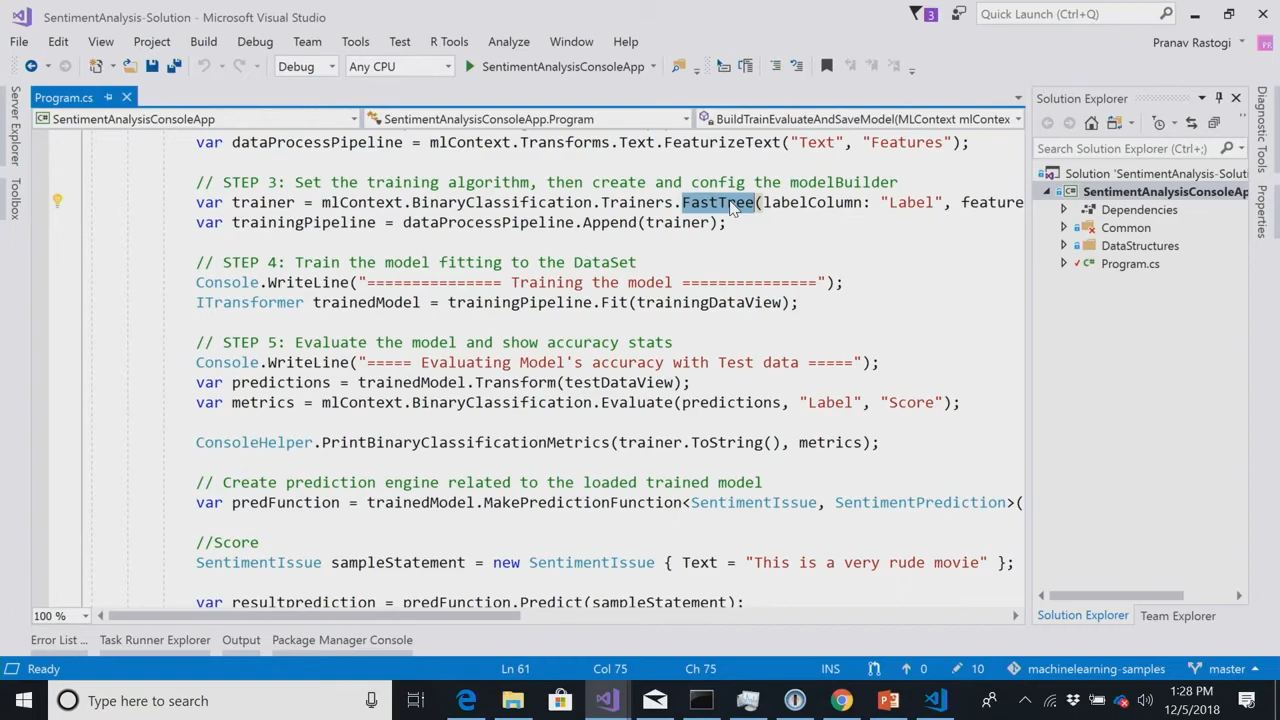 SentimentAnalysis-Solution - Microsoft Visual Studio
3
Quick Launch (Ctrl+Q)
File Edit View Project Build Debug Team Tools Test R Tools Analyze Window Help
Pranav Rastogi
PR
Debug Any CPU SentimentAnalysisConsoleApp
Server Explorer
Toolbox
Program.cs
SentimentAnalysisConsoleApp SentimentAnalysisConsoleApp.Program BuildTrainEvaluateAndSaveModel(MLContext mlContex
var dataProcessPipeline = mlContext.Transforms.Text.FeaturizeText("Text", "Features");
// STEP 3: Set the training algorithm, then create and config the modelBuilder
var trainer = mlContext.BinaryClassification.Trainers.FastTree(labelColumn: "Label", feature
var trainingPipeline = dataProcessPipeline.Append(trainer);
// STEP 4: Train the model fitting to the DataSet
Console.WriteLine("=============== Training the model ===============");
ITransformer trainedModel = trainingPipeline.Fit(trainingDataView);
// STEP 5: Evaluate the model and show accuracy stats
Console.WriteLine("===== Evaluating Model's accuracy with Test data =====");
var predictions = trainedModel.Transform(testDataView);
var metrics = mlContext.BinaryClassification.Evaluate(predictions, "Label", "Score");
ConsoleHelper.PrintBinaryClassificationMetrics(trainer.ToString(), metrics);
// Create prediction engine related to the loaded trained model
var predFunction = trainedModel.MakePredictionFunction<SentimentIssue, SentimentPrediction>(
//Score
SentimentIssue sampleStatement = new SentimentIssue { Text = "This is a very rude movie" };
var resultprediction = predFunction.Predict(sampleStatement);
100 %
Solution Explorer
Search Solution Explorer (Ctrl+;)
Solution 'SentimentAnalysis-Solut
SentimentAnalysisConsoleAp
Dependencies
Common
DataStructures
C# Program.cs
Solution Explorer Team Explorer
Diagnostic Tools
Properties
Error List ... Task Runner Explorer Output Package Manager Console
Ready Ln 61 Col 75 Ch 75 INS 0 10 machinelearning-samples master
Type here to search
1:28 PM
12/5/2018